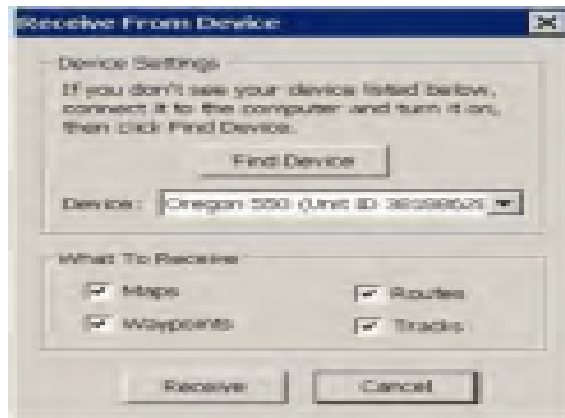 Receive From Device
Device Settings
If you don't see your device listed below,
connect it to the computer and turn it on,
then click Find Device.
Find Device
Device: Oregon 550 (Unit ID
What To Receive
Maps Routes
Waypoints Tracks
Receive Cancel